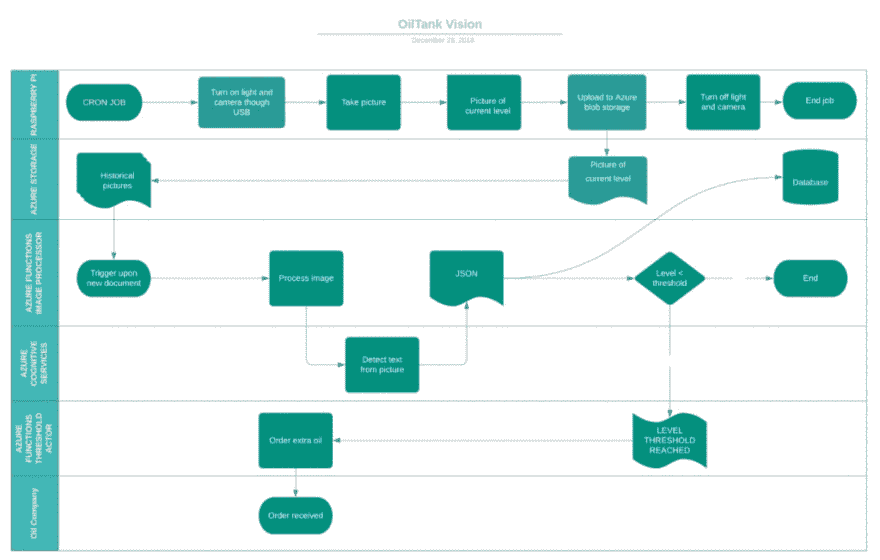 OilTank Vision
December 26, 2018
RASPBERRY PI
CRON JOB
Turn on light and
camera though
USB
Take picture
Picture of
current level
Upload to Azure
blob storage
Turn off light
and camera
End job
AZURE STORAGE
Historical
pictures
Picture of
current level
Database
AZURE FUNCTIONS
IMAGE PROCESSOR
Trigger upon
new document
Process image
JSON
Level <
threshold
End
AZURE
COGNITIVE
SERVICES
Detect text
from picture
AZURE
FUNCTIONS
THRESHOLD
ACTOR
Order extra oil
LEVEL
THRESHOLD
REACHED
Oil Company
Order received